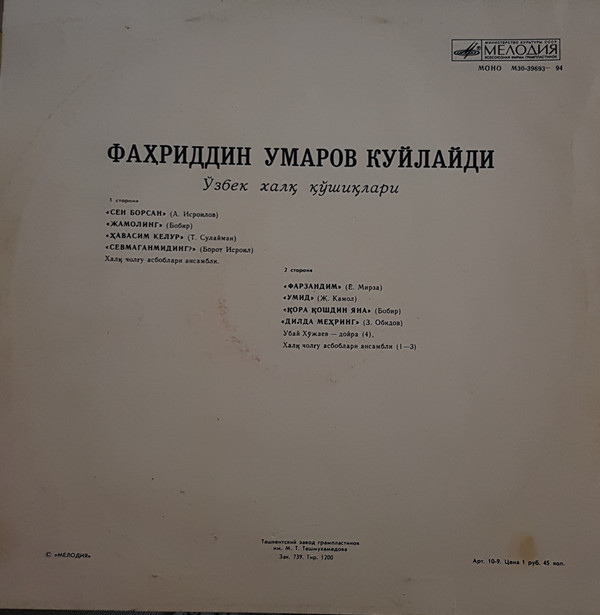 МИНИСТЕРСТВО КУЛЬТУРЫ СССР
МЕЛОДИЯ
ВСЕСОЮЗНАЯ ФИРМА ГРАМПЛАСТИНОК
МОНО М30-39693-94
ФАҲРИДДИН УМАРОВ КУЙЛАЙДИ
Ўзбек халқ қўшиқлари
1 сторона
«СЕН БОРСАН» (А. Исроилов)
«ЖАМОЛИНГ» (Бобир)
«ҲАВАСИМ КЕЛУР» (Т. Сулайман)
«СЕВМАГАНМИДИНГ?» (Борот Исроил)
Халқ чолғу асбоблари ансамбли.
2 сторона
«ФАРЗАНДИМ» (Ё. Мирза)
«УМИД» (Ж. Камол)
«ҚОРА ҚОШДИН ЯНА» (Бобир)
«ДИЛДА МЕҲРИНГ» (З. Обидов)
Убай Хўжаев — дойра (4),
Халқ чолғу асбоблари ансамбли (1—3)
Ташкентский завод грампластинок
им. М. Т. Ташмухамедова
Зак. 739. Тир. 1200
© «МЕЛОДИЯ»
Арт. 10-9. Цена 1 руб. 45 коп.